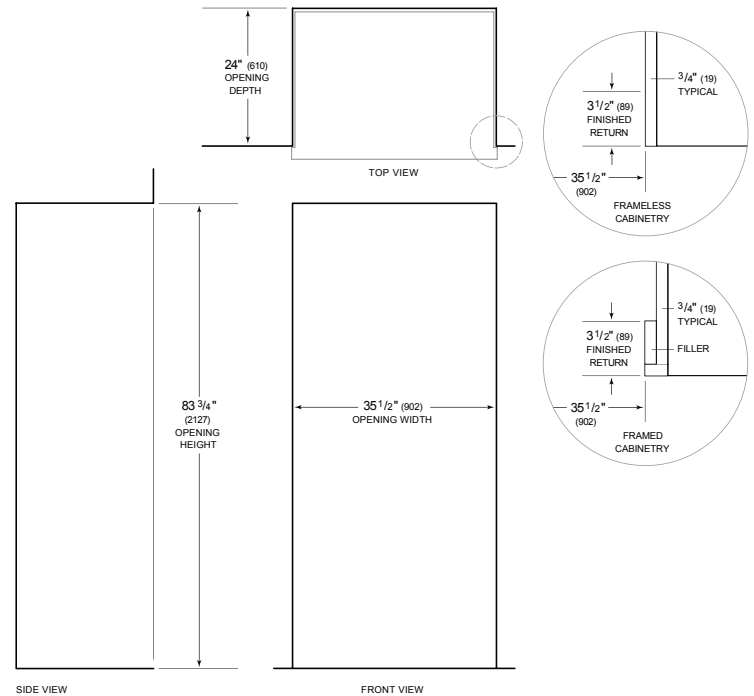 24" (610)
OPENING
DEPTH
TOP VIEW
3/4" (19)
TYPICAL
3 1/2" (89)
FINISHED
RETURN
35 1/2"
(902)
FRAMELESS
CABINETRY
3/4" (19)
TYPICAL
3 1/2" (89)
FINISHED
RETURN
FILLER
35 1/2"
(902)
FRAMED
CABINETRY
83 3/4"
(2127)
OPENING
HEIGHT
35 1/2" (902)
OPENING WIDTH
SIDE VIEW
FRONT VIEW